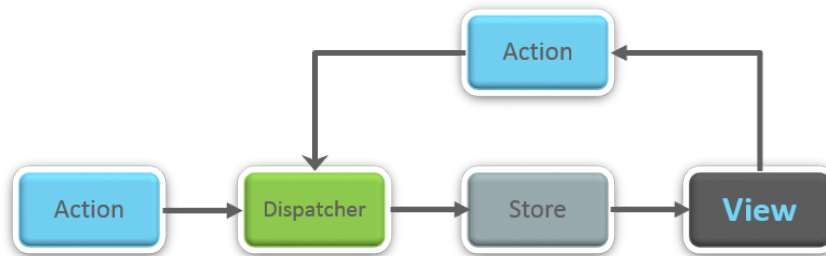 Action
Action
Dispatcher
Store
View